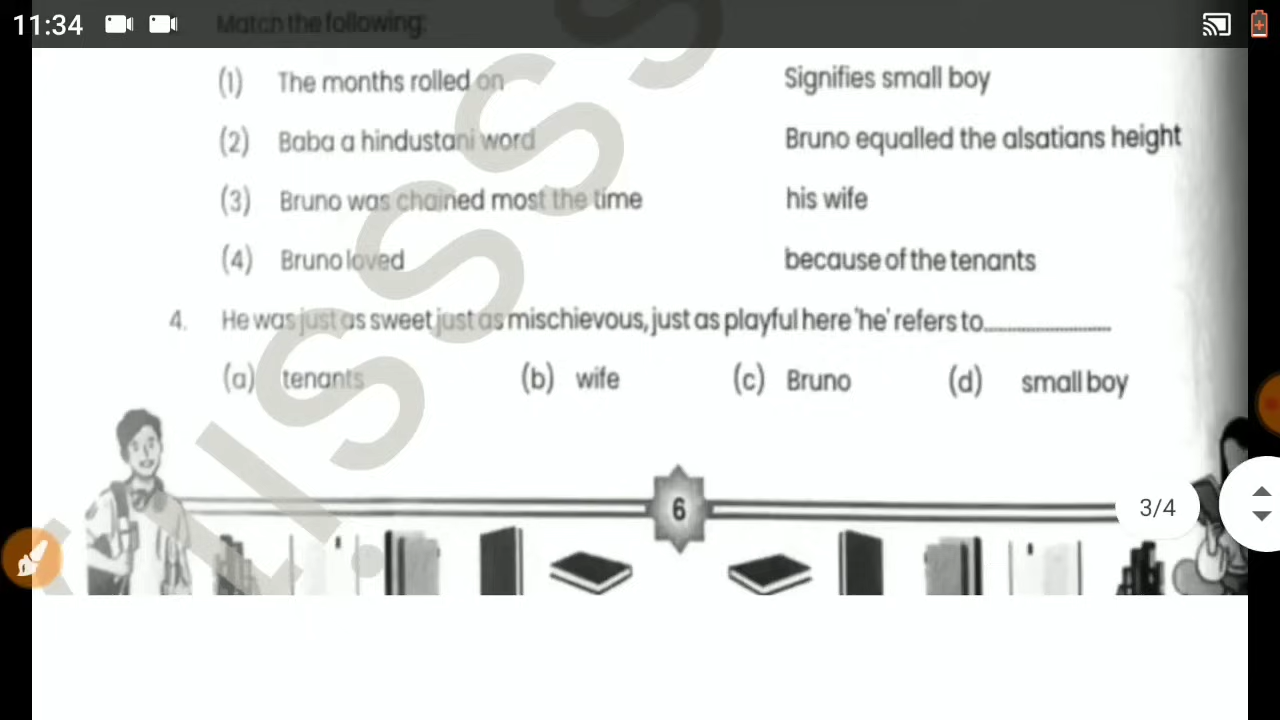 11:34
Match the following:
(1) The months rolled on Signifies small boy
(2) Baba a hindustani word Bruno equalled the alsatians height
(3) Bruno was chained most the time his wife
(4) Bruno loved because of the tenants
4. He was just as sweet just as mischievous, just as playful here 'he' refers to....................
(a) tenants (b) wife (c) Bruno (d) small boy
6
3/4